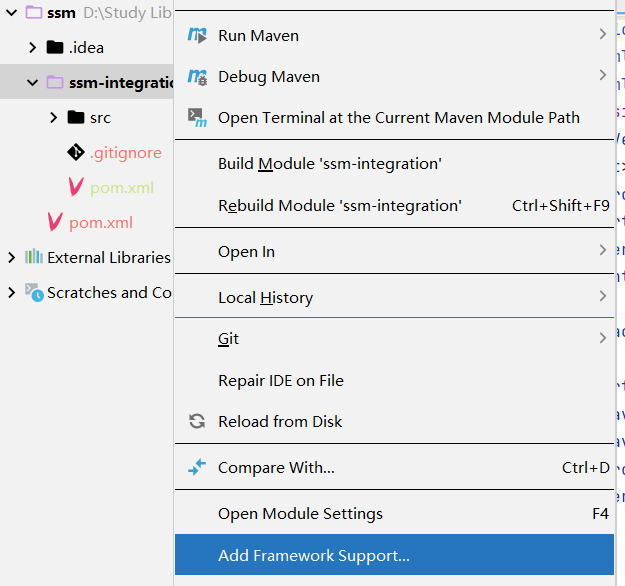 ssm D:\Study Lib
.idea
ssm-integratio
src
.gitignore
pom.xml
pom.xml
External Libraries
Scratches and Co
Run Maven
Debug Maven
Open Terminal at the Current Maven Module Path
Build Module 'ssm-integration'
Rebuild Module 'ssm-integration' Ctrl+Shift+F9
Open In
Local History
Git
Repair IDE on File
Reload from Disk
Compare With... Ctrl+D
Open Module Settings F4
Add Framework Support...